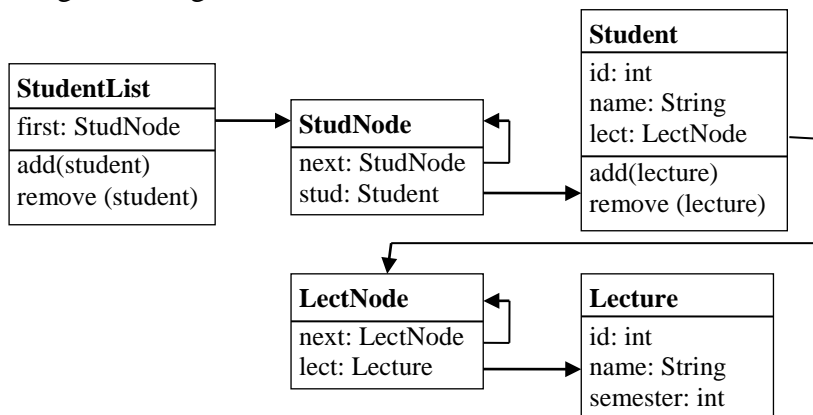 Student
id: int
name: String
lect: LectNode
add(lecture)
remove (lecture)
StudentList
first: StudNode
add(student)
remove (student)
StudNode
next: StudNode
stud: Student
LectNode
next: LectNode
lect: Lecture
Lecture
id: int
name: String
semester: int